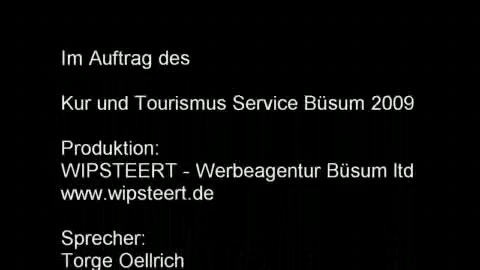 Im Auftrag des
Kur und Tourismus Service Büsum 2009
Produktion:
WIPSTEERT - Werbeagentur Büsum ltd
www.wipsteert.de
Sprecher:
Torge Oellrich